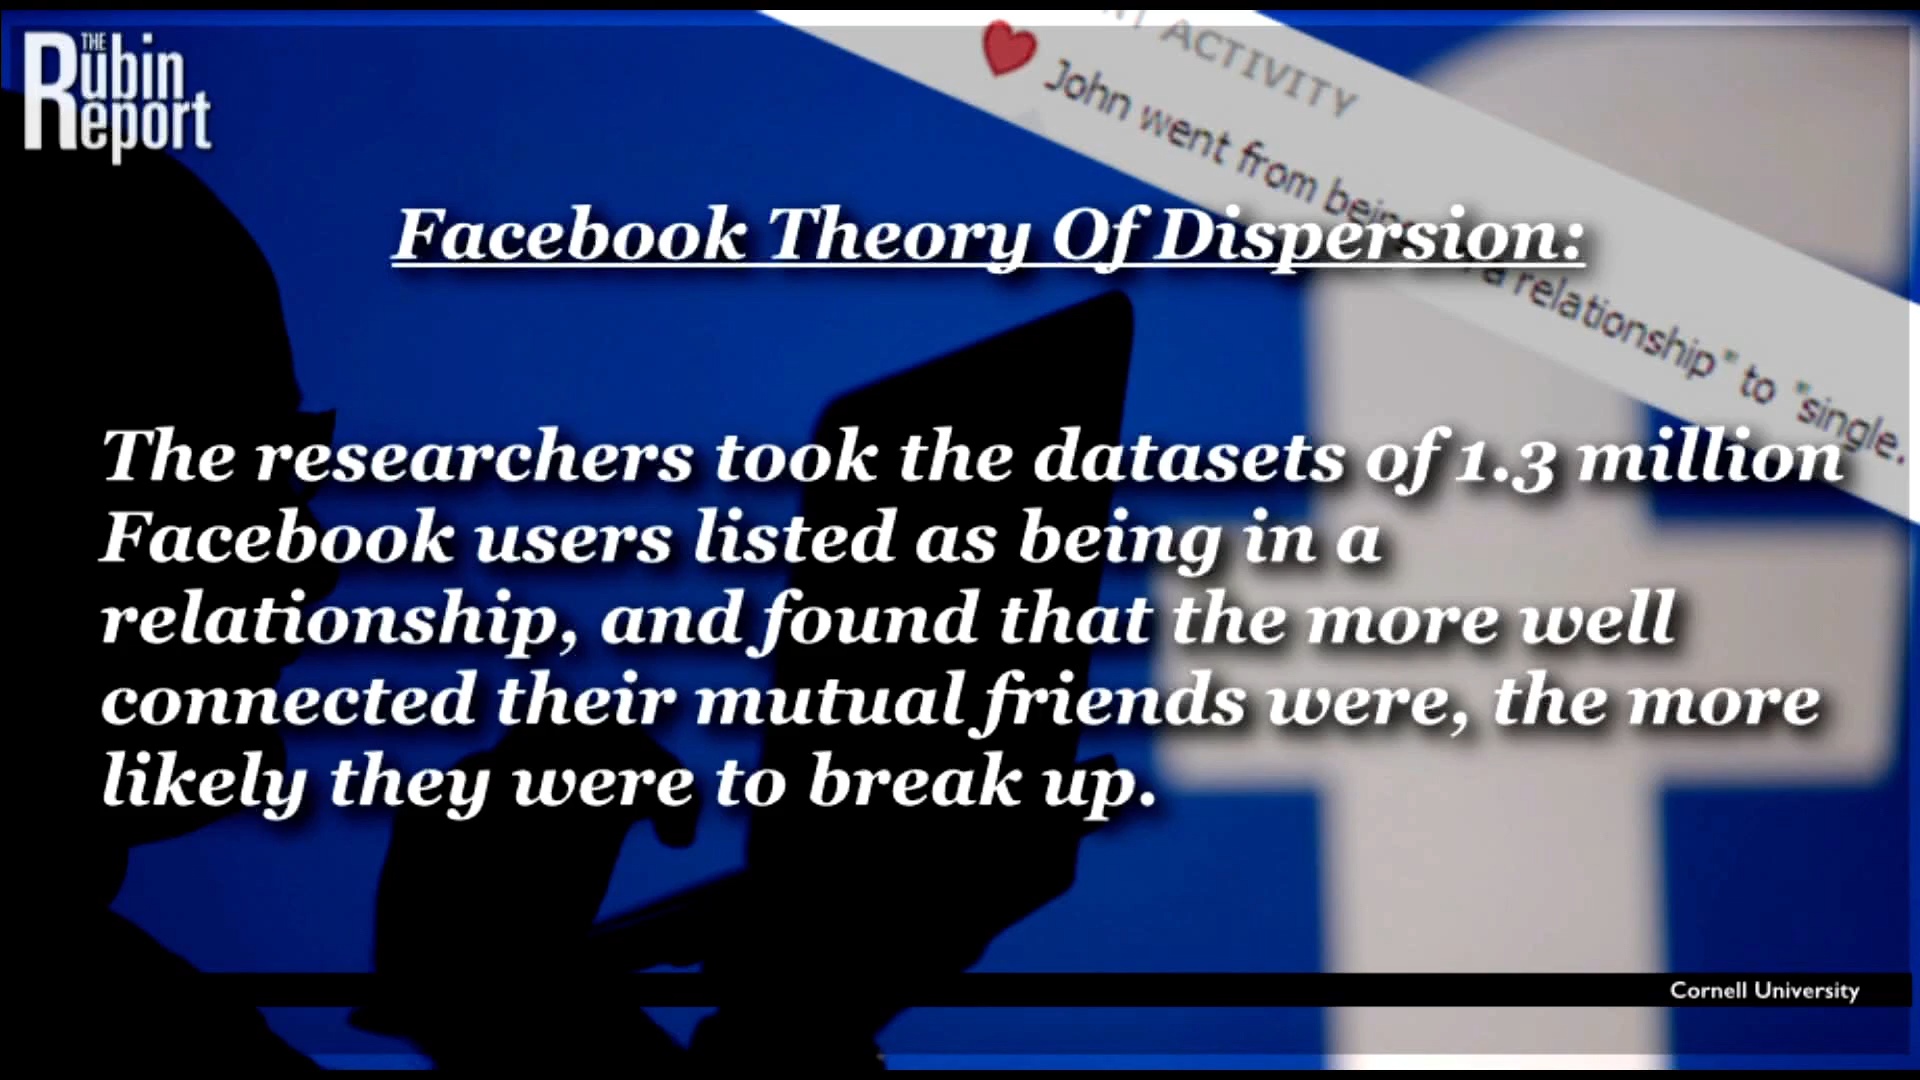 THE
Rubin
Report
ACTIVITY
John went from being a relationship" to "single.
Facebook Theory Of Dispersion:
The researchers took the datasets of 1.3 million
Facebook users listed as being in a
relationship, and found that the more well
connected their mutual friends were, the more
likely they were to break up.
Cornell University